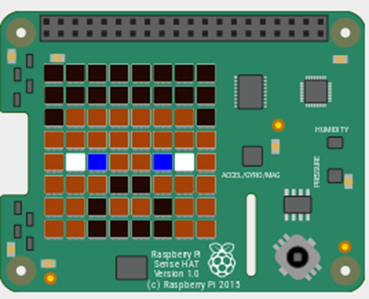 HUMIDITY
PRESSURE
ACCEL/GYRO/MAG
Raspberry Pi
Sense HAT
Version 1.0
(c) Raspberry Pi 2015